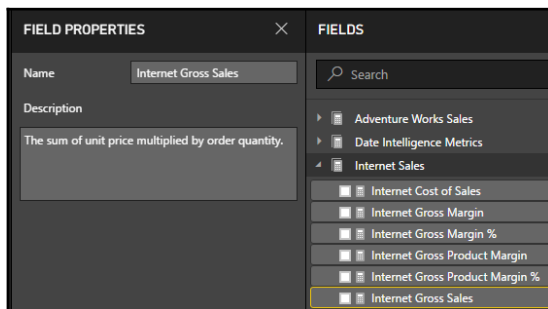 FIELD PROPERTIES
Name
Internet Gross Sales
Description
The sum of unit price multiplied by order quantity.
FIELDS
Search
Adventure Works Sales
Date Intelligence Metrics
Internet Sales
Internet Cost of Sales
Internet Gross Margin
Internet Gross Margin %
Internet Gross Product Margin
Internet Gross Product Margin %
Internet Gross Sales